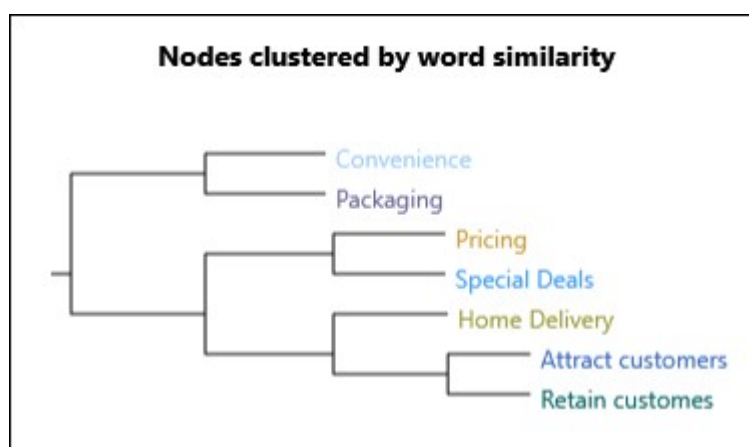 Nodes clustered by word similarity
Convenience
Packaging
Pricing
Special Deals
Home Delivery
Attract customers
Retain customes